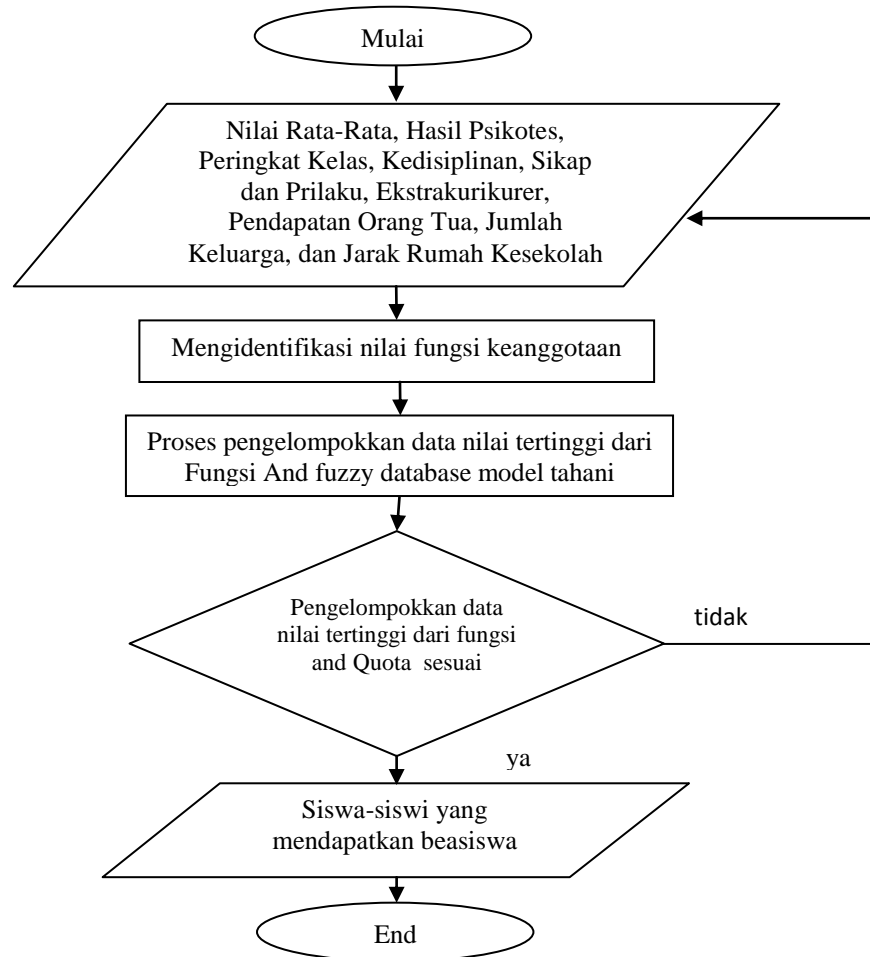 Mulai
Nilai Rata-Rata, Hasil Psikotes,
Peringkat Kelas, Kedisiplinan, Sikap
dan Prilaku, Ekstrakurikurer,
Pendapatan Orang Tua, Jumlah
Keluarga, dan Jarak Rumah Kesekolah
Mengidentifikasi nilai fungsi keanggotaan
Proses pengelompokkan data nilai tertinggi dari
Fungsi And fuzzy database model tahani
Pengelompokkan data
nilai tertinggi dari fungsi
and Quota sesuai
tidak
ya
Siswa-siswi yang
mendapatkan beasiswa
End